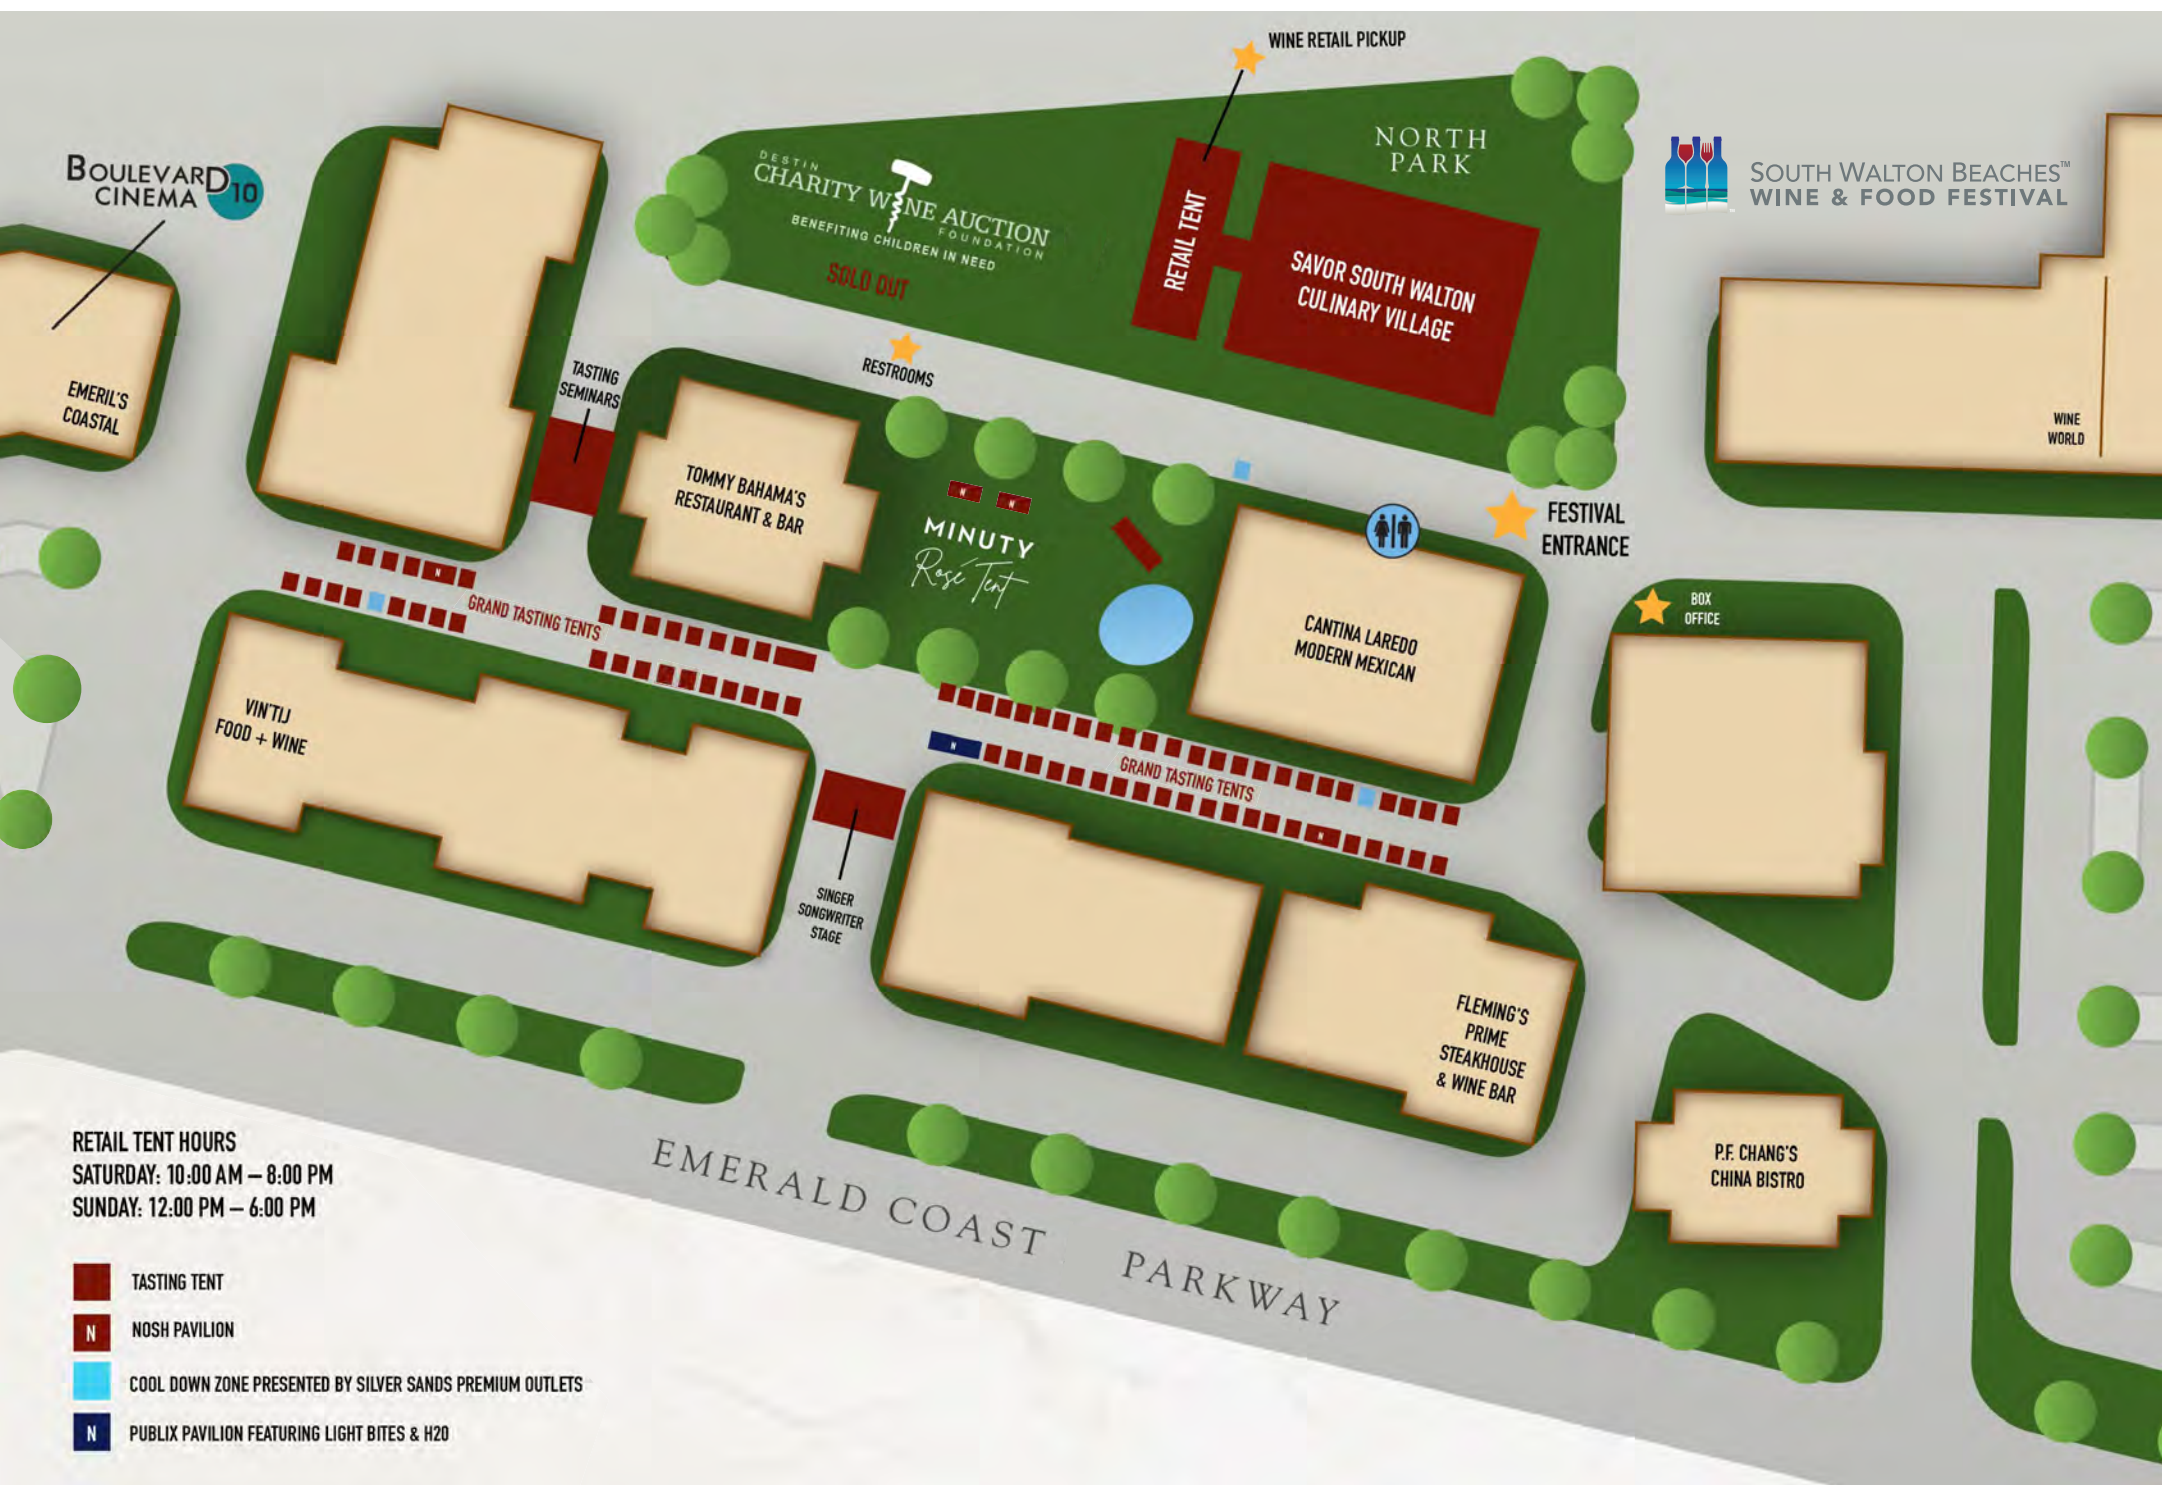 WINE RETAIL PICKUP
BOULEVARD 10
CINEMA
DESTIN
CHARITY WINE AUCTION
FOUNDATION
BENEFITING CHILDREN IN NEED
SOLD OUT
NORTH
PARK
SOUTH WALTON BEACHES™
WINE & FOOD FESTIVAL
RETAIL TENT
SAVOR SOUTH WALTON
CULINARY VILLAGE
EMERIL'S
COASTAL
TASTING
SEMINARS
RESTROOMS
WINE
WORLD
TOMMY BAHAMA'S
RESTAURANT & BAR
N
N
MINUTY
Rosé Tent
FESTIVAL
ENTRANCE
N
GRAND TASTING TENTS
BOX
OFFICE
CANTINA LAREDO
MODERN MEXICAN
VIN'TIJ
FOOD + WINE
N
GRAND TASTING TENTS
N
SINGER
SONGWRITER
STAGE
FLEMING'S
PRIME
STEAKHOUSE
& WINE BAR
P.F. CHANG'S
CHINA BISTRO
EMERALD COAST PARKWAY
RETAIL TENT HOURS
SATURDAY: 10:00 AM – 8:00 PM
SUNDAY: 12:00 PM – 6:00 PM
TASTING TENT
N NOSH PAVILION
COOL DOWN ZONE PRESENTED BY SILVER SANDS PREMIUM OUTLETS
N PUBLIX PAVILION FEATURING LIGHT BITES & H20